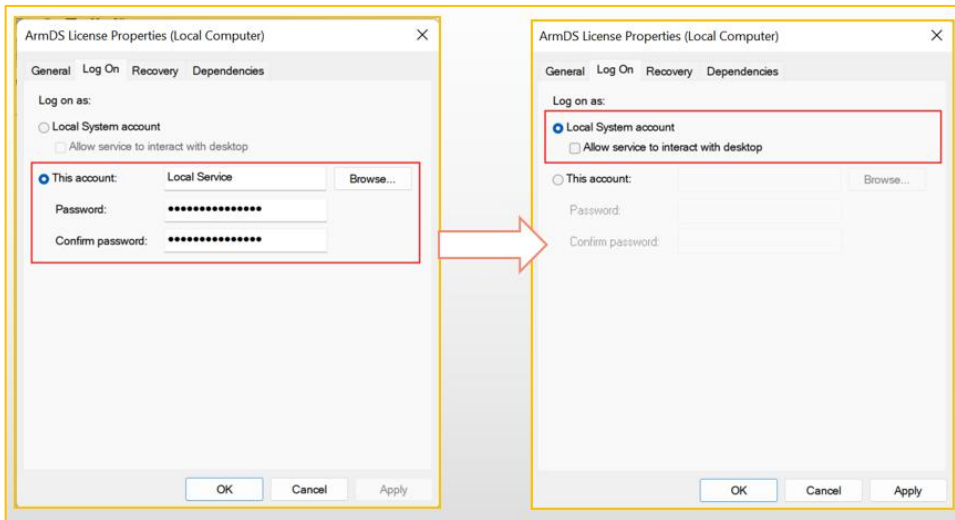 ArmDS License Properties (Local Computer)
General Log On Recovery Dependencies
Log on as:
Local System account
Allow service to interact with desktop
This account: Local Service Browse...
Password: •••••••••••••••
Confirm password: •••••••••••••••
OK Cancel Apply
ArmDS License Properties (Local Computer)
General Log On Recovery Dependencies
Log on as:
Local System account
Allow service to interact with desktop
This account: Browse...
Password:
Confirm password:
OK Cancel Apply